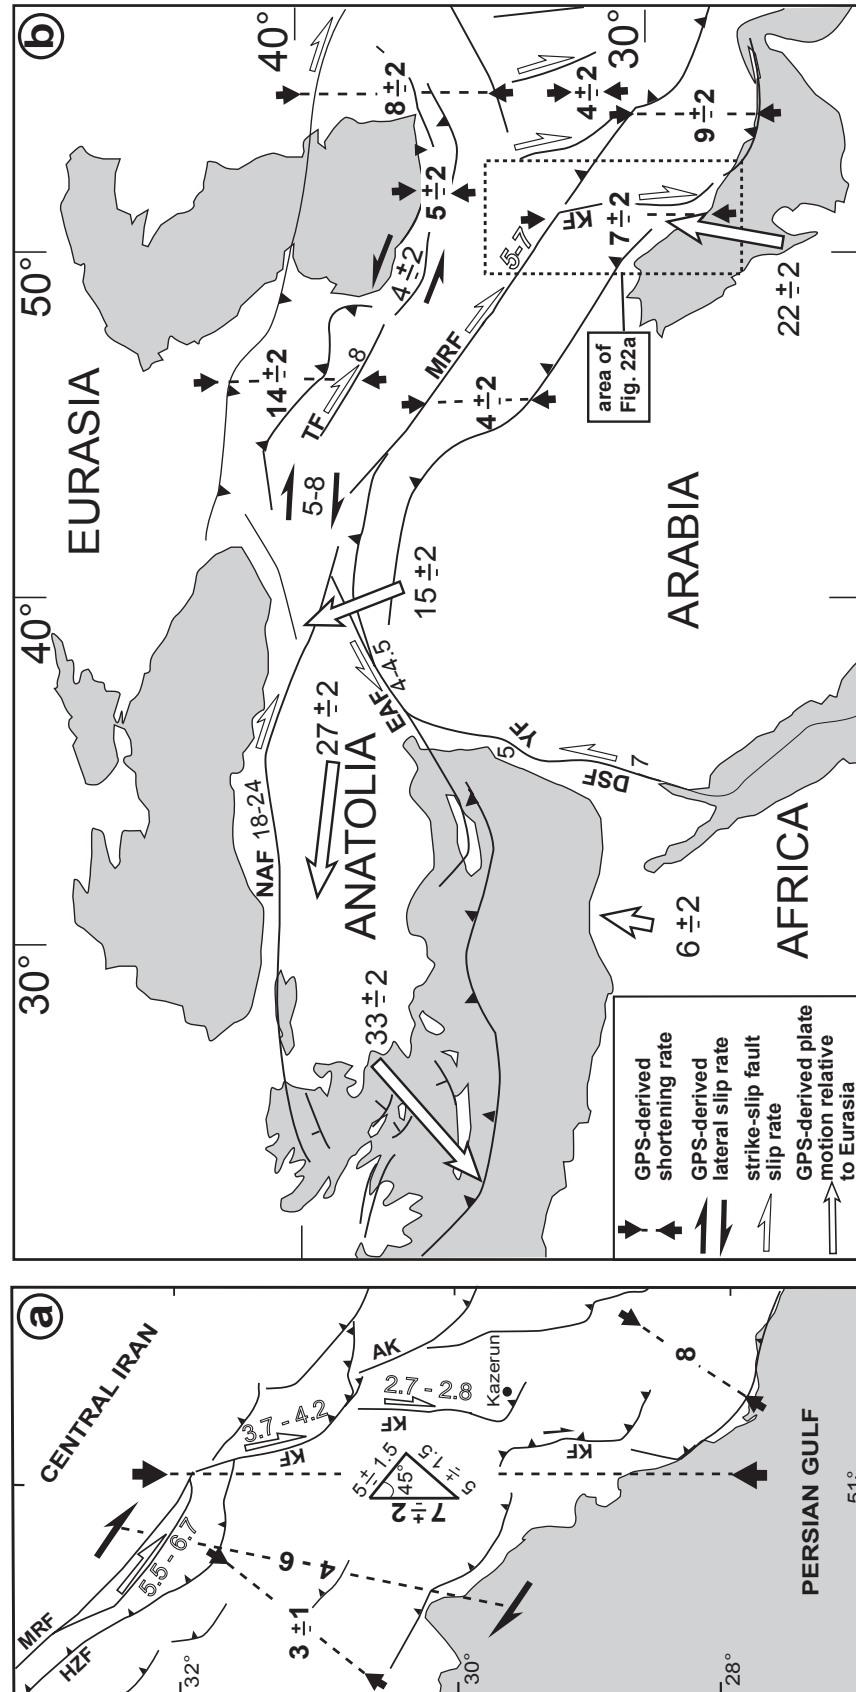 a
CENTRAL IRAN
MRF
HZF
5.5 - 6.7
3.7 - 4.2
KF
AK
2.7 - 2.8
KF
Kazerun
5 ± 1.5
45°
7 ± 2
5 ± 1.5
KF
4 - 6
3 ± 1
8
PERSIAN GULF
32°
30°
28°
51°
b
30°
40°
50°
40°
30°
EURASIA
ANATOLIA
ARABIA
AFRICA
NAF 18-24
27 ± 2
33 ± 2
EAF
4-4.5
15 ± 2
5-8
14 ± 2
TF
8
4 ± 2
5 ± 2
8 ± 2
MRF
5-7
4 ± 2
KF
7 ± 2
4 ± 2
9 ± 2
22 ± 2
area of
Fig. 22a
YF
5
DSF
7
6 ± 2
GPS-derived
shortening rate
GPS-derived
lateral slip rate
strike-slip fault
slip rate
GPS-derived plate
motion relative
to Eurasia